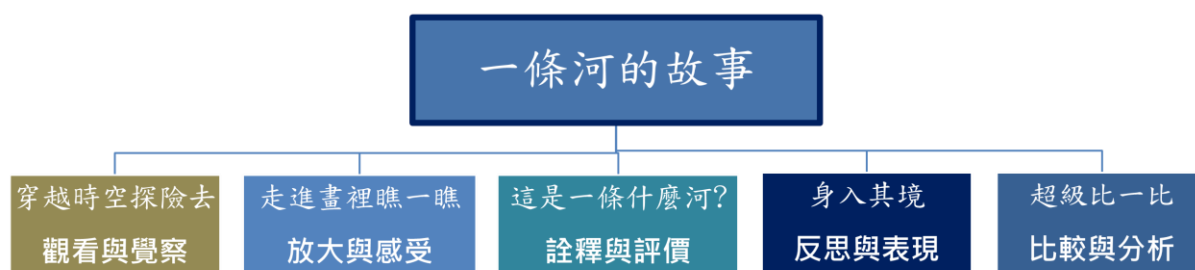 一條河的故事
穿越時空探險去
觀看與覺察
走進畫裡瞧一瞧
放大與感受
這是一條什麼河?
詮釋與評價
身入其境
反思與表現
超級比一比
比較與分析